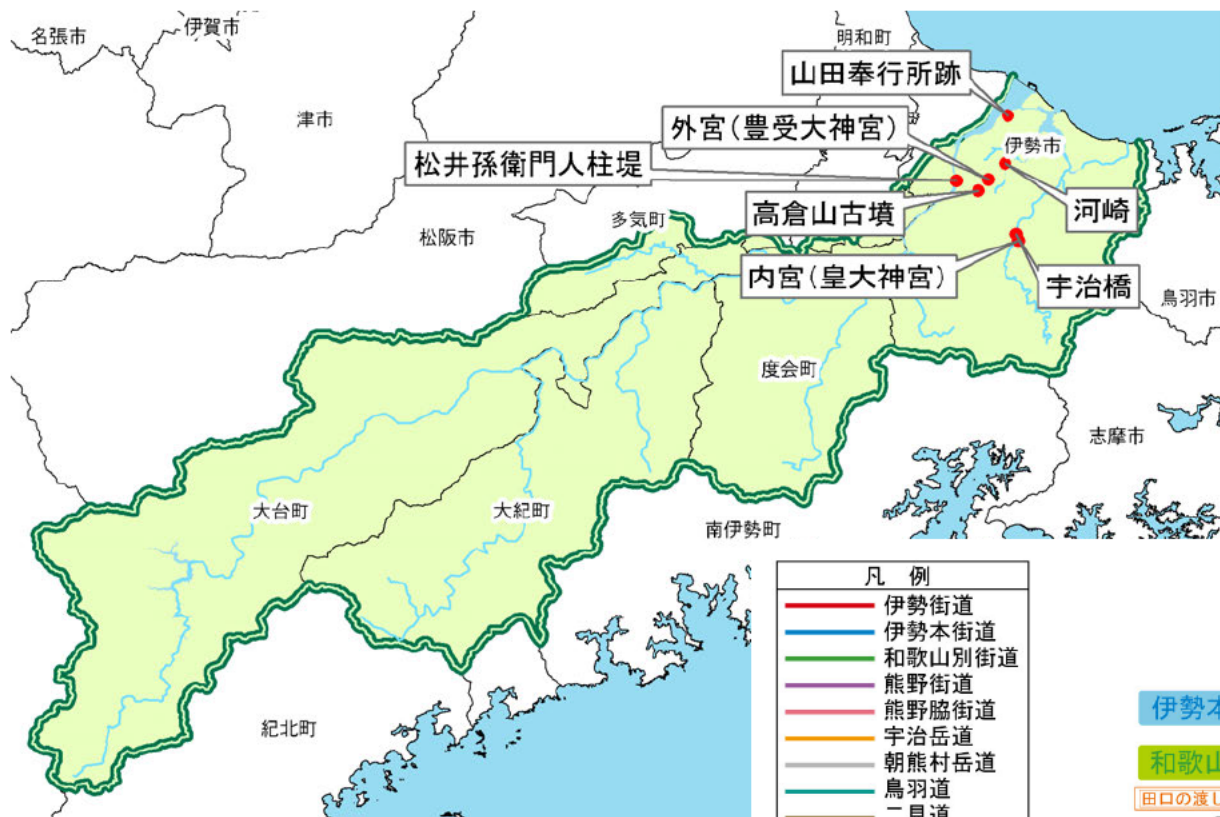 名張市
伊賀市
明和町
山田奉行所跡
津市
外宮(豊受大神宮)
伊勢市
松井孫衛門人柱堤
高倉山古墳
河崎
多気町
松阪市
内宮(皇大神宮)
宇治橋
鳥羽市
度会町
志摩市
大台町
大紀町
南伊勢町
紀北町
凡 例
伊勢街道
伊勢本街道
和歌山別街道
熊野街道
熊野脇街道
宇治岳道
朝熊村岳道
鳥羽道
二見道
伊勢本
和歌山
田口の渡し